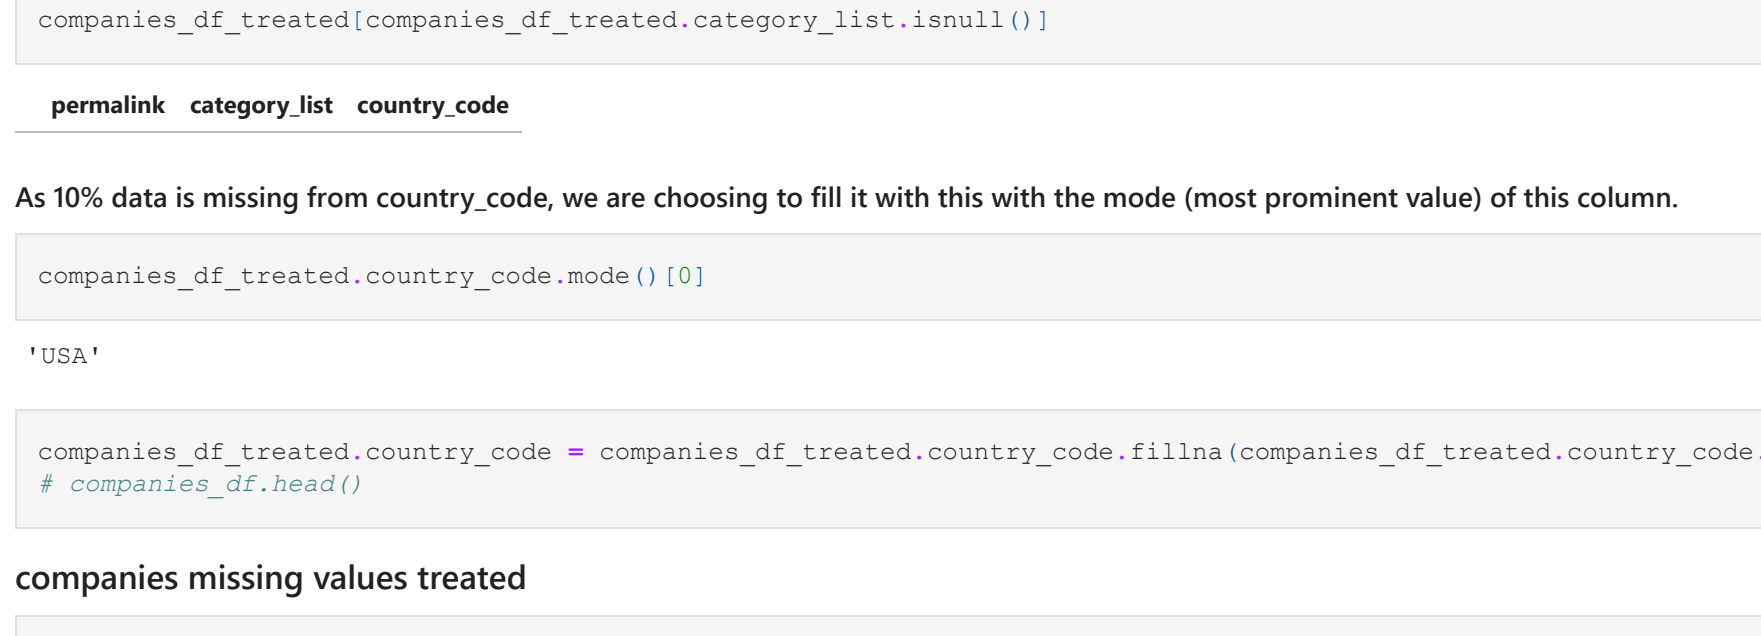 companies_df_treated[companies_df_treated.category_list.isnull()]
permalink category_list country_code
As 10% data is missing from country_code, we are choosing to fill it with this with the mode (most prominent value) of this column.
companies_df_treated.country_code.mode()[0]
'USA'
companies_df_treated.country_code = companies_df_treated.country_code.fillna(companies_df_treated.country_code.
# companies_df.head()
companies missing values treated